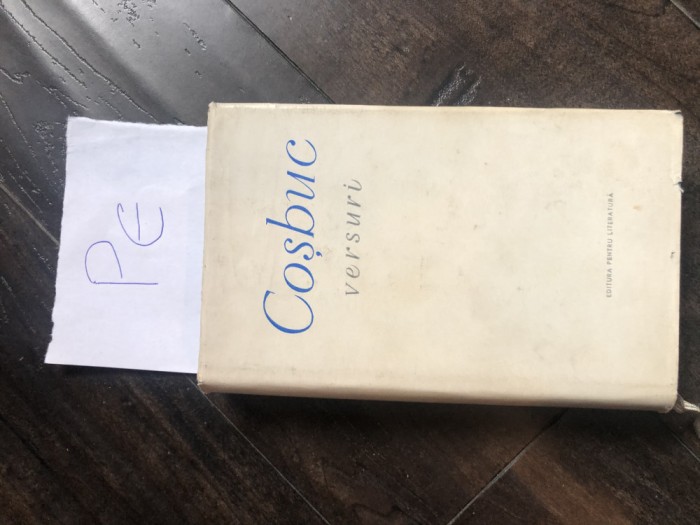 PE
Coșbuc
versuri
EDITURA PENTRU LITERATURĂ